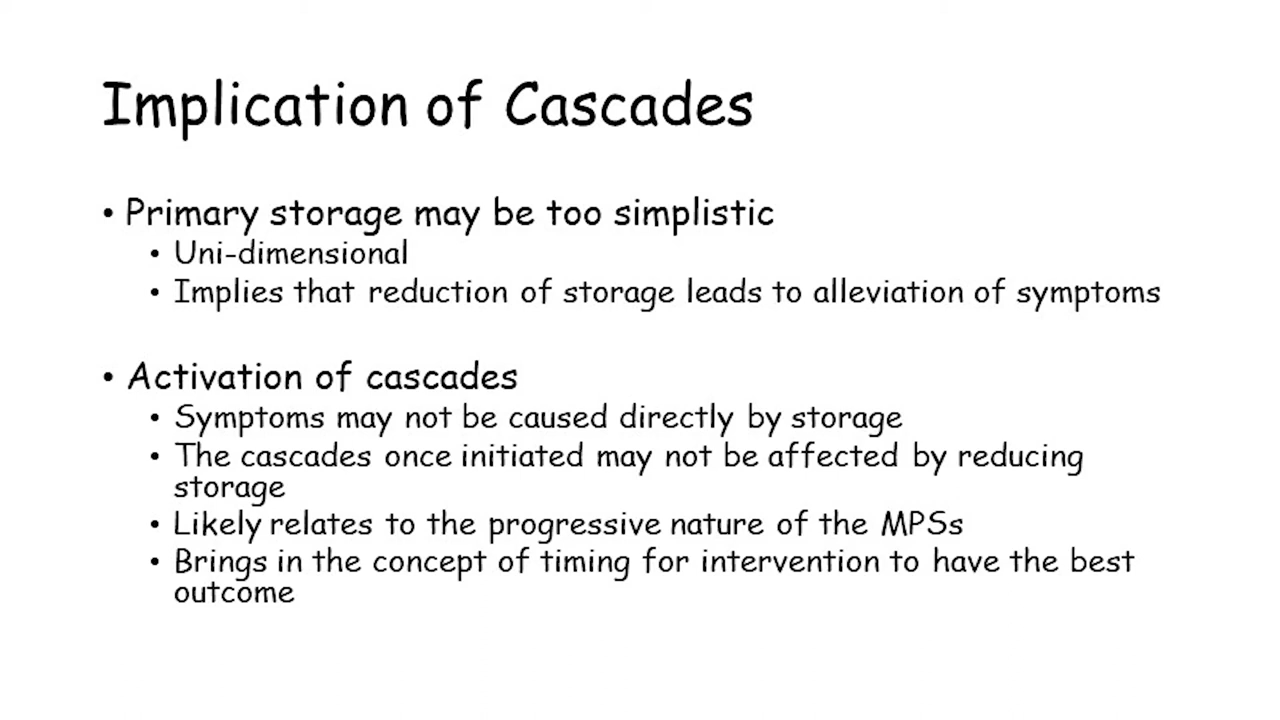 Implication of Cascades
• Primary storage may be too simplistic
• Uni-dimensional
• Implies that reduction of storage leads to alleviation of symptoms
• Activation of cascades
• Symptoms may not be caused directly by storage
• The cascades once initiated may not be affected by reducing
storage
• Likely relates to the progressive nature of the MPSs
• Brings in the concept of timing for intervention to have the best
outcome